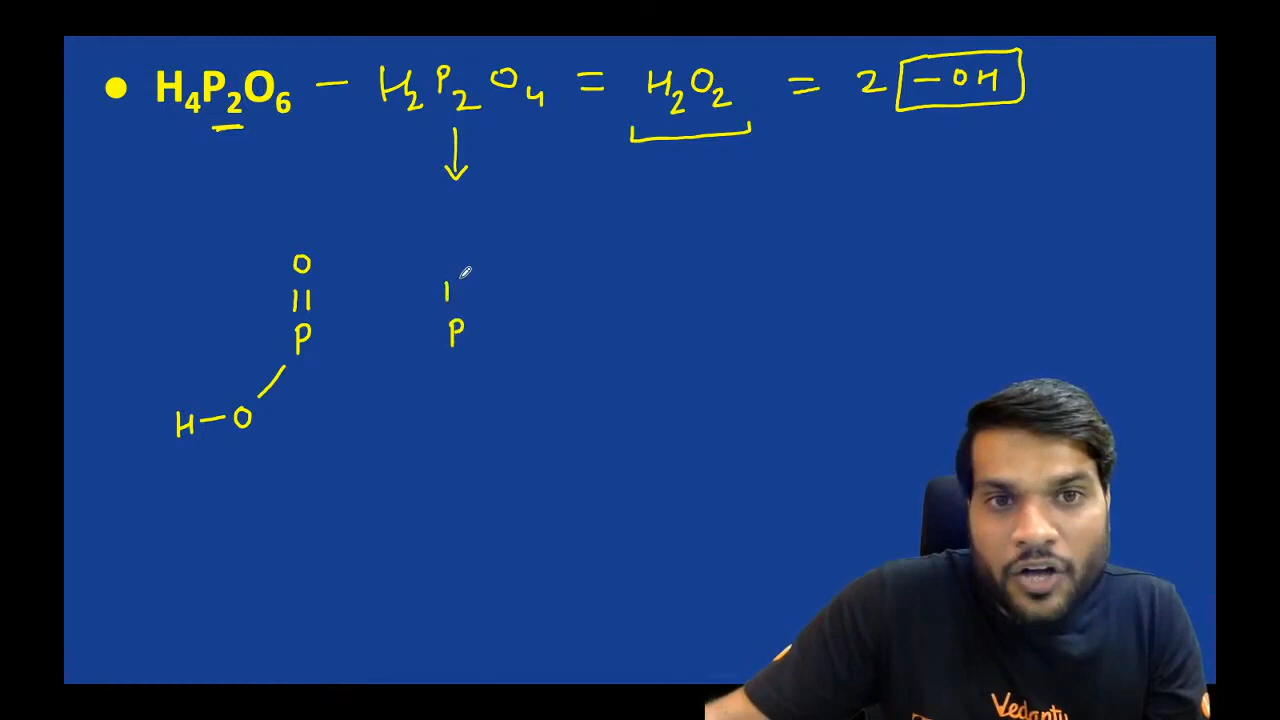 ● H₄P₂O₆ − H₂P₂O₄ = H₂O₂ = 2 −OH
O
|| |
P P
H−O
Vedantu